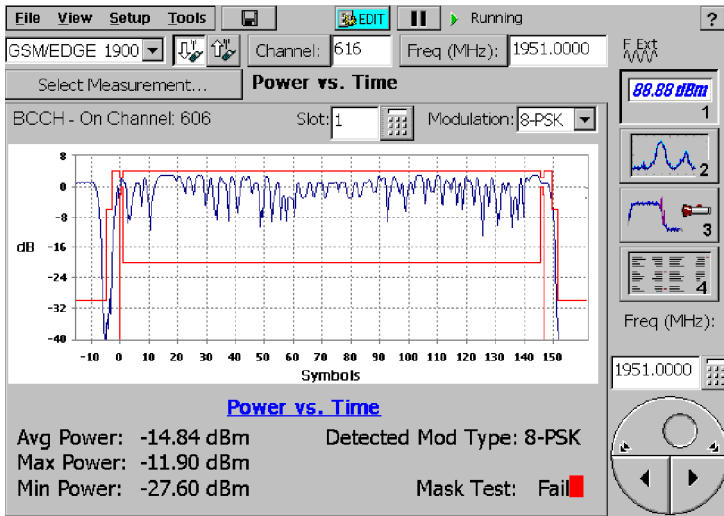 File View Setup Tools EDIT Running ?
GSM/EDGE 1900 Channel: 616 Freq (MHz): 1951.0000 F Ext
Select Measurement... Power vs. Time
88.88 dBm
1
BCCH - On Channel: 606 Slot: 1 Modulation: 8-PSK
2
3
4
8
0
-8
dB -16
-24
-32
-40
-10 0 10 20 30 40 50 60 70 80 90 100 110 120 130 140 150
Symbols
Freq (MHz):
1951.0000
Power vs. Time
Avg Power: -14.84 dBm Detected Mod Type: 8-PSK
Max Power: -11.90 dBm
Min Power: -27.60 dBm Mask Test: Fail